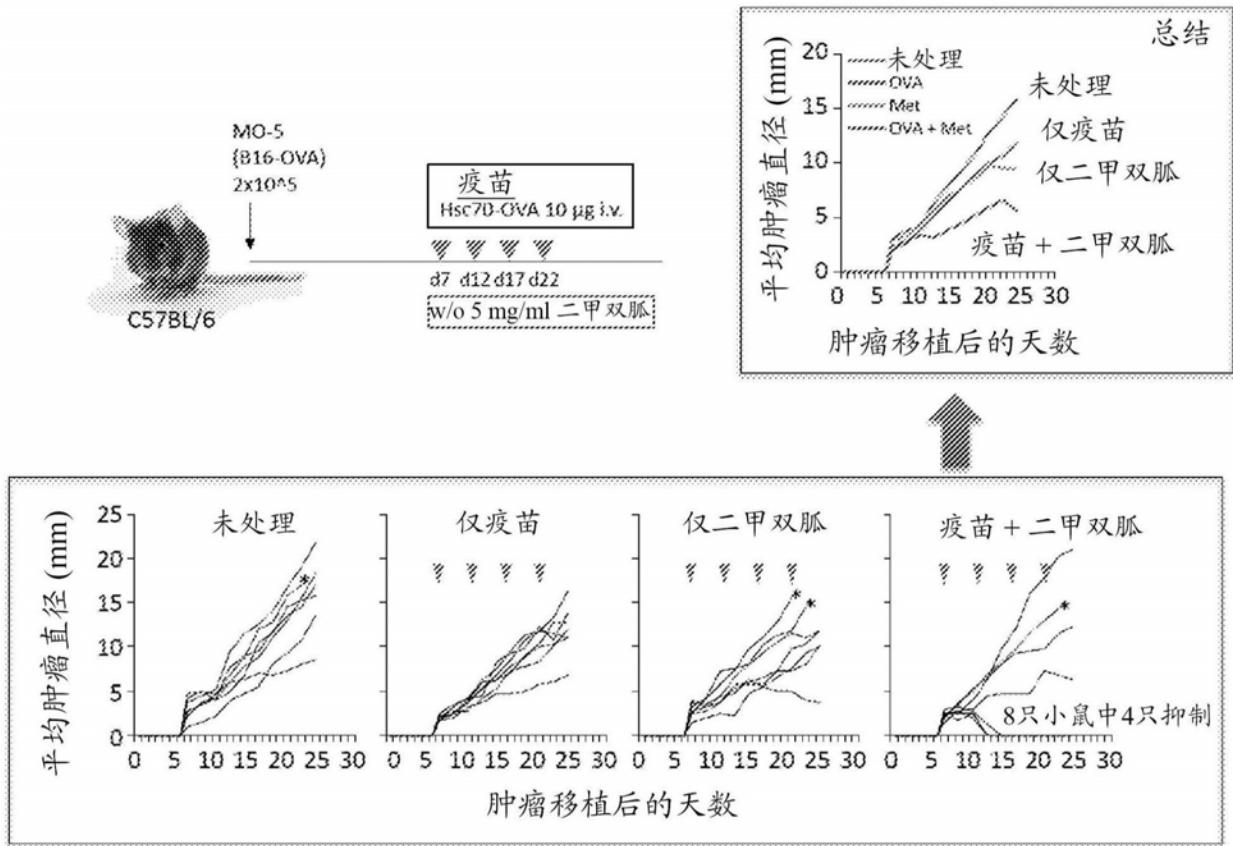 MO-5
(B16-OVA)
2x10^5
C57BL/6
疫苗
Hsc70-OVA 10 μg i.v.
d7 d12 d17 d22
w/o 5 mg/ml 二甲双胍
总结
平均肿瘤直径 (mm)
20
15
10
5
0
未处理
OVA
Met
OVA + Met
未处理
仅疫苗
仅二甲双胍
疫苗 + 二甲双胍
0 5 10 15 20 25 30
肿瘤移植后的天数
平均肿瘤直径 (mm)
25
20
15
10
5
0
未处理
*
0 5 10 15 20 25 30
仅疫苗
0 5 10 15 20 25 30
仅二甲双胍
* *
0 5 10 15 20 25 30
疫苗 + 二甲双胍
*
8只小鼠中4只抑制
0 5 10 15 20 25 30
肿瘤移植后的天数